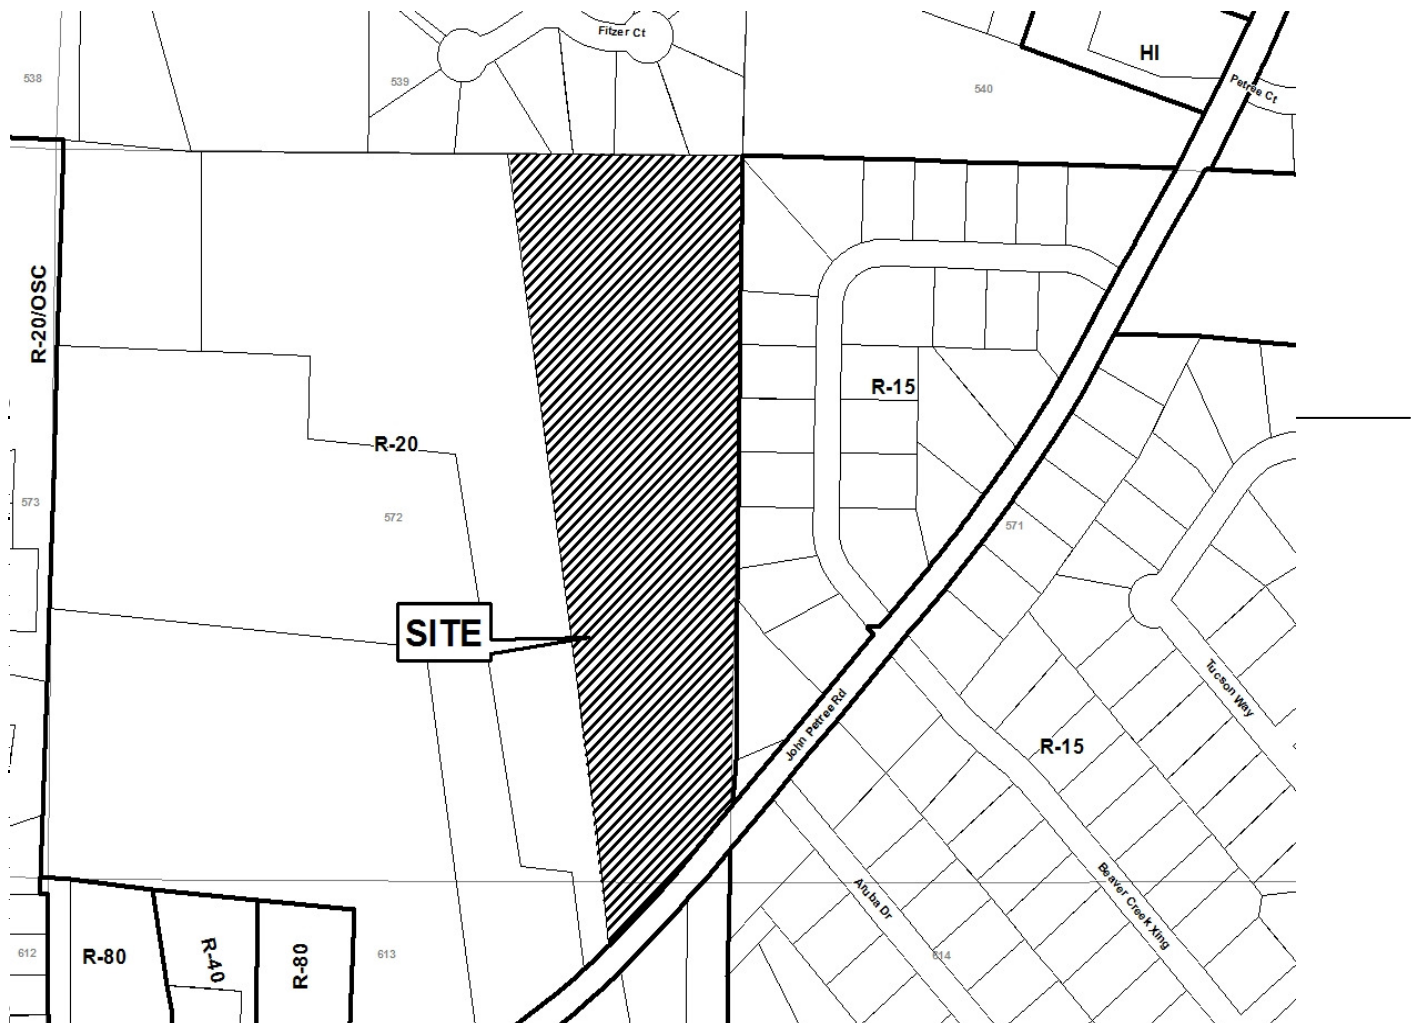 Fitzer Ct
HI
538
539
540
Petree Ct
R-20/OSC
R-15
R-20
573
572
571
SITE
Tucson Way
John Petree Rd
R-15
Aruba Dr
Beaver Creek Xing
612
R-80
R-40
R-80
613
614